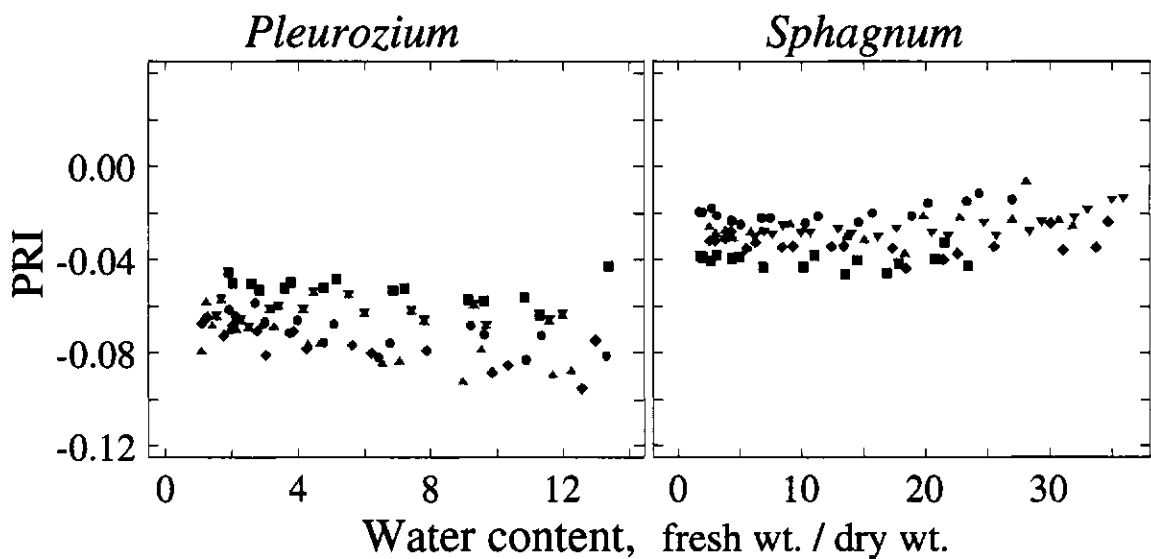 Pleurozium Sphagnum
0.00
-0.04
-0.08
-0.12
PRI
0 4 8 12 0 10 20 30
Water content, fresh wt. / dry wt.